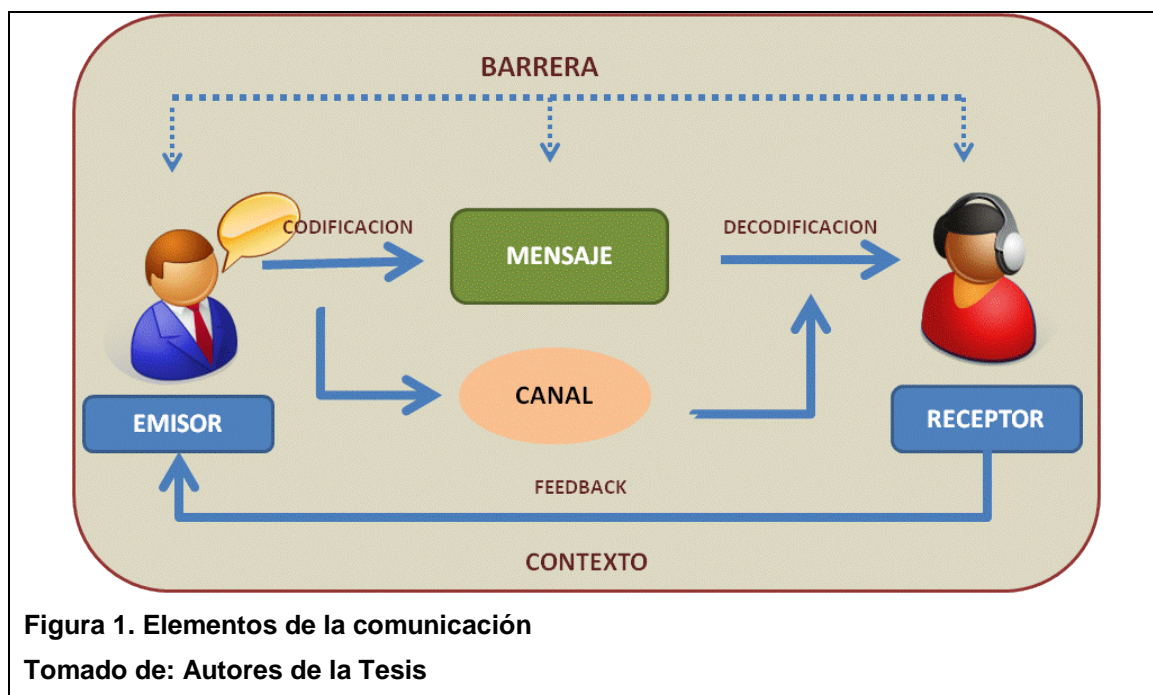 BARRERA
CODIFICACION
DECODIFICACION
MENSAJE
CANAL
EMISOR
RECEPTOR
FEEDBACK
CONTEXTO
Figura 1. Elementos de la comunicación
Tomado de: Autores de la Tesis